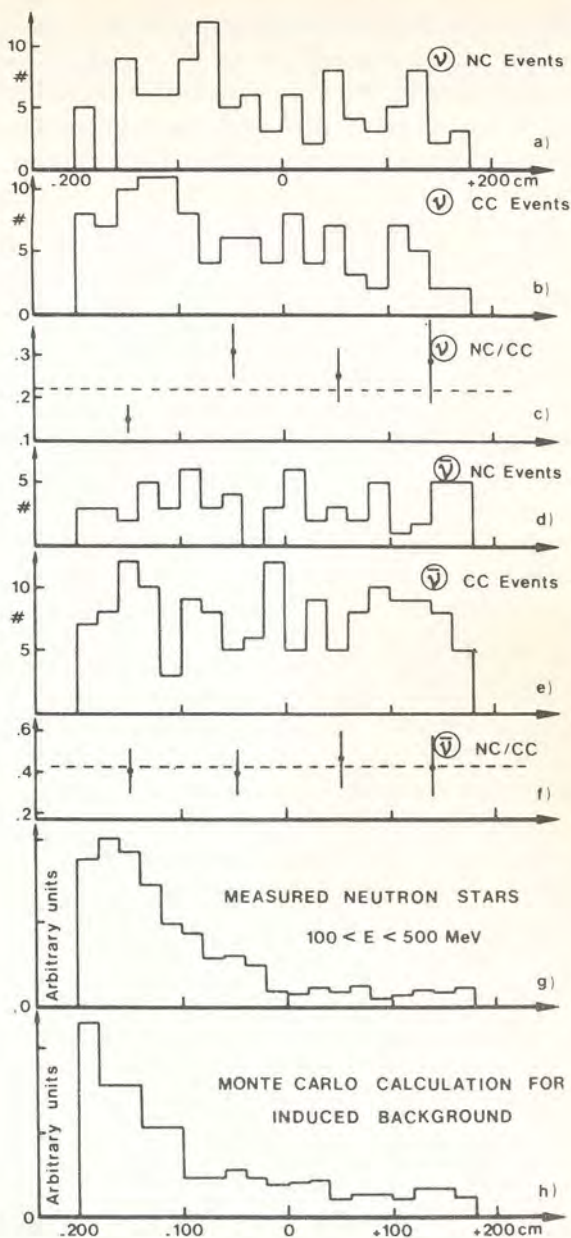 10
#
5
0
ν NC Events
a)
-200
0
+200 cm
10
#
5
0
ν CC Events
b)
.3
.2
.1
ν NC/CC
c)
5
#
ν̄ NC Events
d)
10
#
5
ν̄ CC Events
e)
.6
.4
.2
ν̄ NC/CC
f)
Arbitrary units
.0
MEASURED NEUTRON STARS
100 < E < 500 MeV
g)
Arbitrary units
0
MONTE CARLO CALCULATION FOR
INDUCED BACKGROUND
h)
-200
-100
0
+100
+200 cm